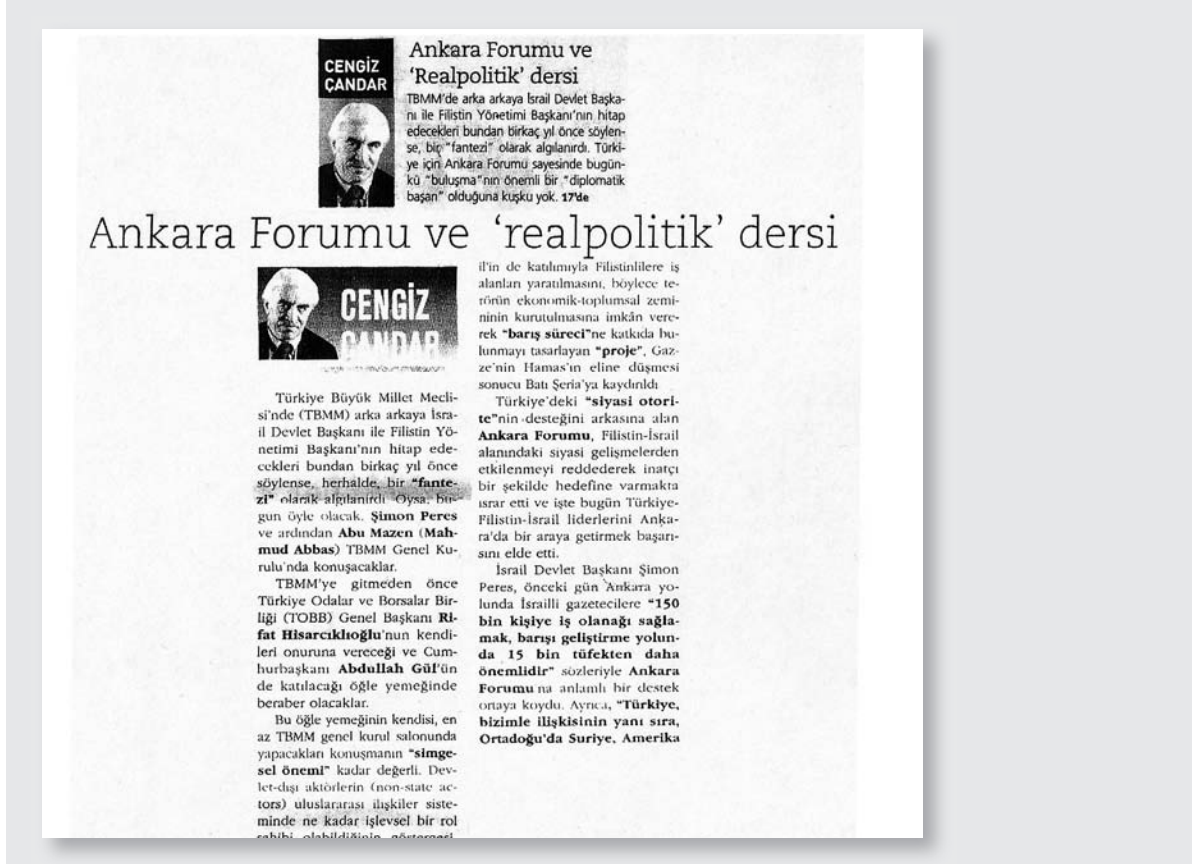 CENGİZ
ÇANDAR
Ankara Forumu ve
‘Realpolitik’ dersi
TBMM’de arka arkaya İsrail Devlet Başka-
nı ile Filistin Yönetimi Başkanı’nın hitap
edecekleri bundan birkaç yıl önce söylen-
se, bir “fantezi” olarak algılanırdı. Türki-
ye için Ankara Forumu sayesinde bugün-
kü “buluşma”nın önemli bir “diplomatik
başarı” olduğuna kuşku yok. 17’de
Ankara Forumu ve ‘realpolitik’ dersi
CENGİZ
ÇANDAR
Türkiye Büyük Millet Mecli-
si’nde (TBMM) arka arkaya İsra-
il Devlet Başkanı ile Filistin Yö-
netimi Başkanı’nın hitap ede-
cekleri bundan birkaç yıl önce
söylense, herhalde, bir “fante-
zi” olarak algılanırdı. Oysa, bu-
gun öyle olacak. Şimon Peres
ve ardından Abu Mazen (Mah-
mud Abbas) TBMM Genel Ku-
rulu’nda konuşacaklar.
TBMM’ye gitmeden önce
Türkiye Odalar ve Borsalar Bir-
liği (TOBB) Genel Başkanı Ri-
fat Hisarcıklıoğlu’nun kendi-
leri onuruna vereceği ve Cum-
hurbaşkanı Abdullah Gül’ün
de katılacağı öğle yemeğinde
beraber olacaklar.
Bu öğle yemeğinin kendisi, en
az TBMM genel kurul salonunda
yapacakları konuşmanın “simge-
sel önemi” kadar değerli. Dev-
let-dışı aktörlerin (non-state ac-
tors) uluslararası ilişkiler siste-
minde ne kadar işlevsel bir rol
sahibi olabildiğinin göstergesi.
il’in de katılımıyla Filistinlilere iş
alanları yaratılmasını, böylece te-
rörün ekonomik-toplumsal zemi-
ninin kurutulmasına imkân vere-
rek “barış süreci”ne katkıda bu-
lunmayı tasarlayan “proje”, Gaz-
ze’nin Hamas’ın eline düşmesi
sonucu Batı Şeria’ya kaydırıldı
Türkiye’deki “siyasi otori-
te”nin desteğini arkasına alan
Ankara Forumu, Filistin-İsrail
alanındaki siyasi gelişmelerden
etkilenmeyi reddederek inatçı
bir şekilde hedefine varmakta
ısrar etti ve işte bugün Türkiye-
Filistin-İsrail liderlerini Anka-
ra’da bir araya getirmek başarı-
sını elde etti.
İsrail Devlet Başkanı Şimon
Peres, önceki gün Ankara yo-
lunda İsrailli gazetecilere “150
bin kişiye iş olanağı sağla-
mak, barışı geliştirme yolun-
da 15 bin tüfekten daha
önemlidir” sözleriyle Ankara
Forumu’na anlamlı bir destek
ortaya koydu. Ayrıca, “Türkiye,
bizimle ilişkisinin yanı sıra,
Ortadoğu’da Suriye, Amerika